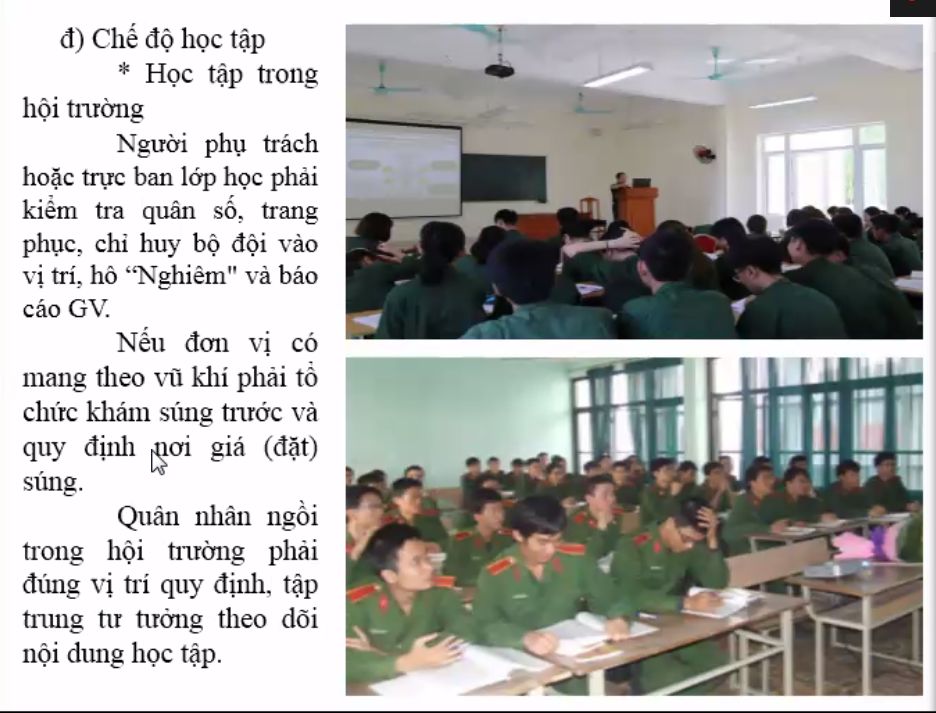 đ) Chế độ học tập
* Học tập trong
hội trường
Người phụ trách
hoặc trực ban lớp học phải
kiểm tra quân số, trang
phục, chỉ huy bộ đội vào
vị trí, hô “Nghiêm" và báo
cáo GV.
Nếu đơn vị có
mang theo vũ khí phải tổ
chức khám súng trước và
quy định nơi giá (đặt)
súng.
Quân nhân ngồi
trong hội trường phải
đúng vị trí quy định, tập
trung tư tưởng theo dõi
nội dung học tập.